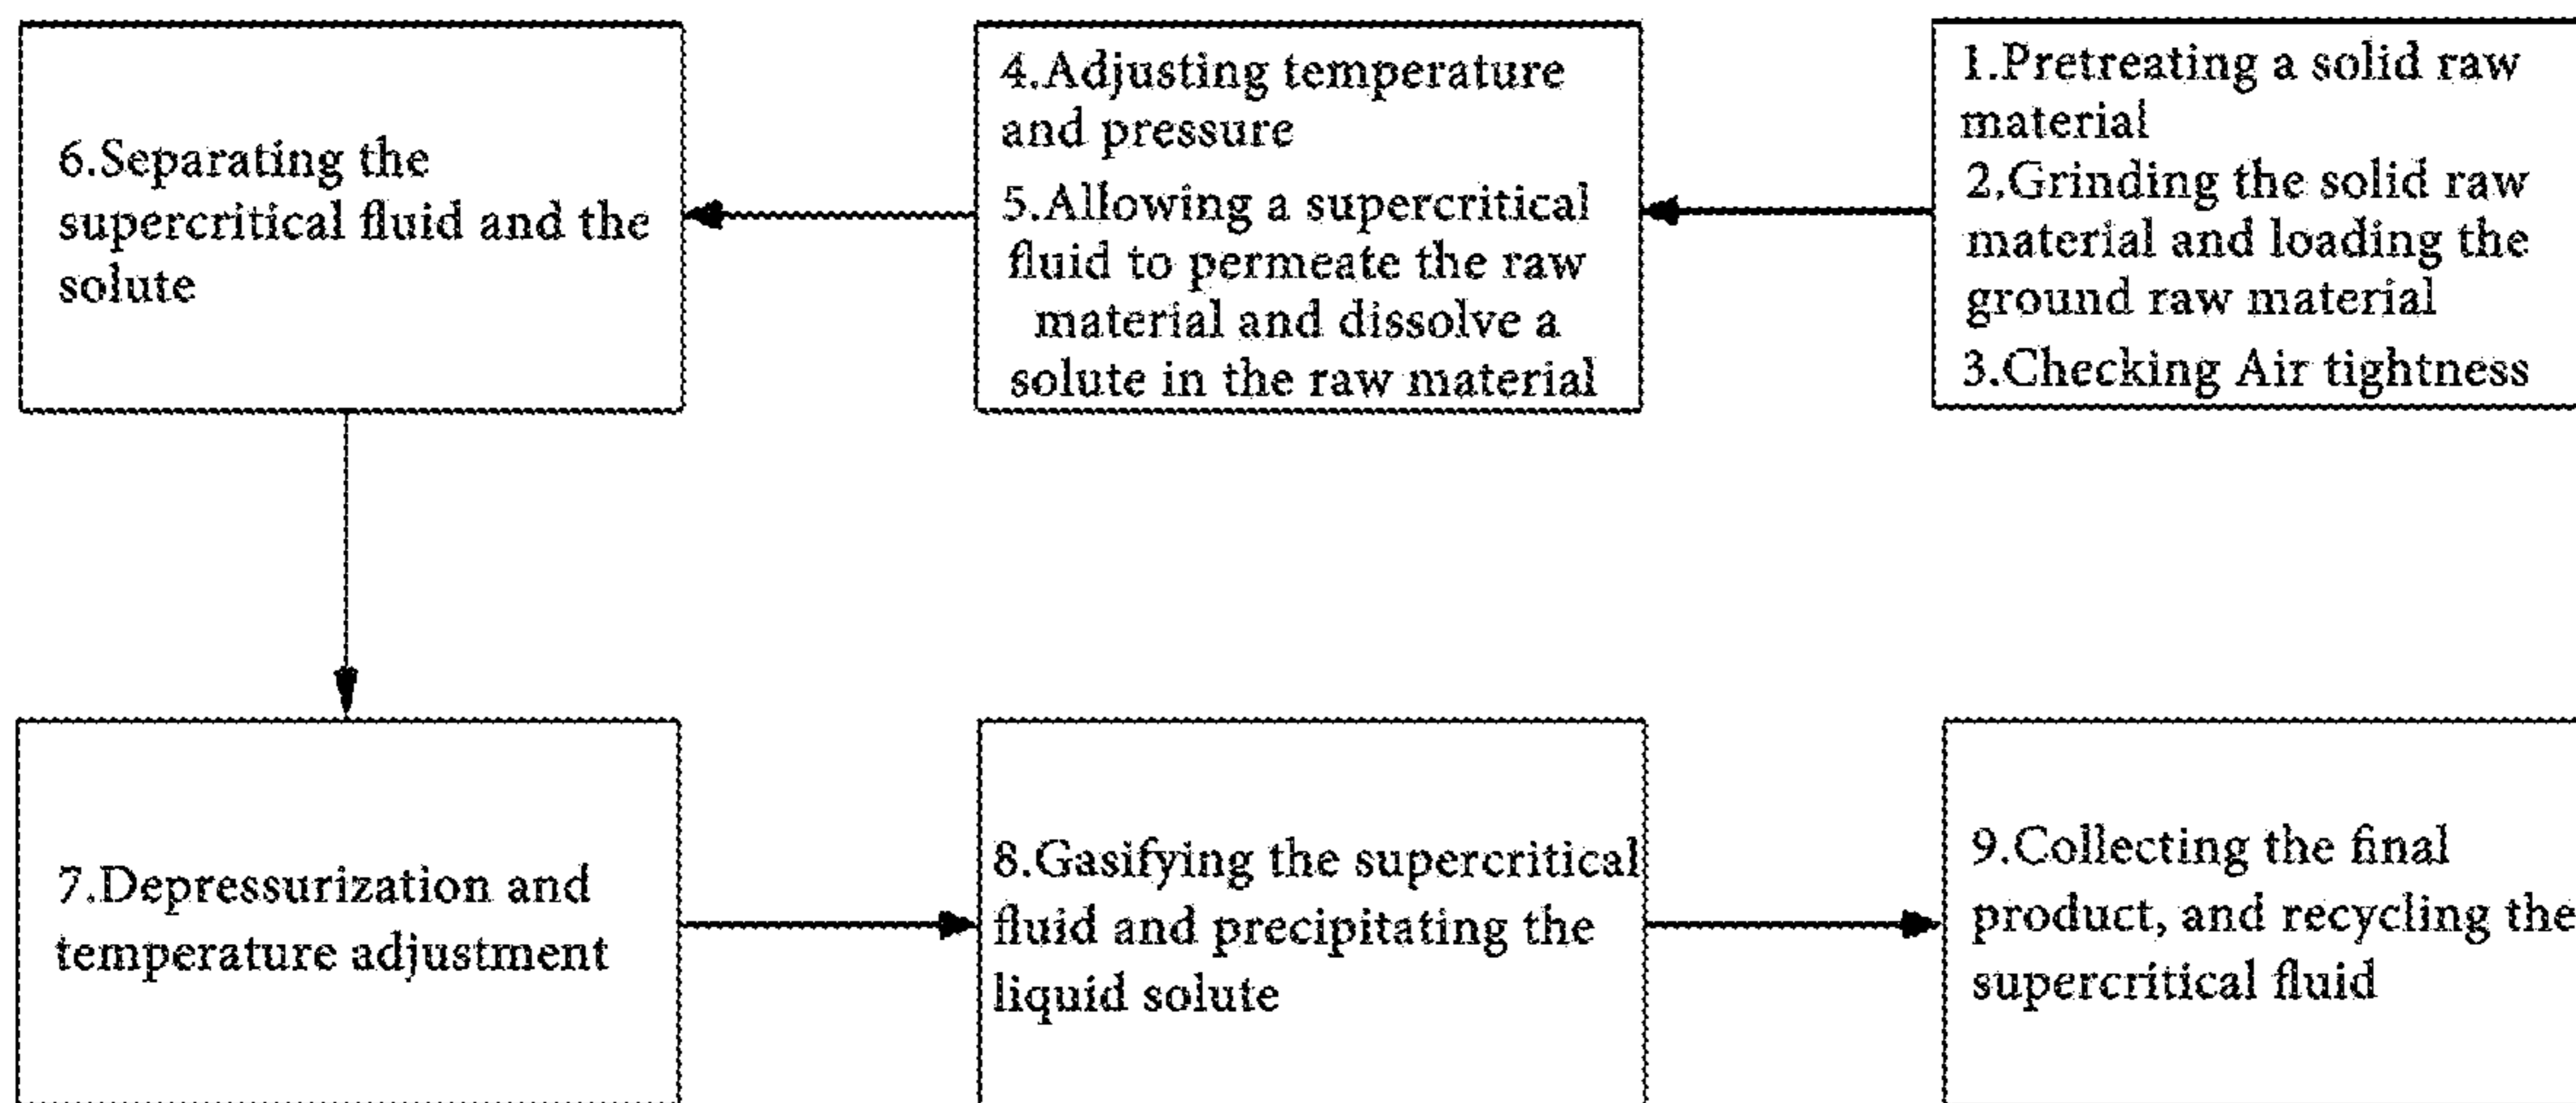 1.Pretreating a solid raw
material
2.Grinding the solid raw
material and loading the
ground raw material
3.Checking Air tightness
4.Adjusting temperature
and pressure
5.Allowing a supercritical
fluid to permeate the raw
material and dissolve a
solute in the raw material
6.Separating the
supercritical fluid and the
solute
7.Depressurization and
temperature adjustment
8.Gasifying the supercritical
fluid and precipitating the
liquid solute
9.Collecting the final
product, and recycling the
supercritical fluid